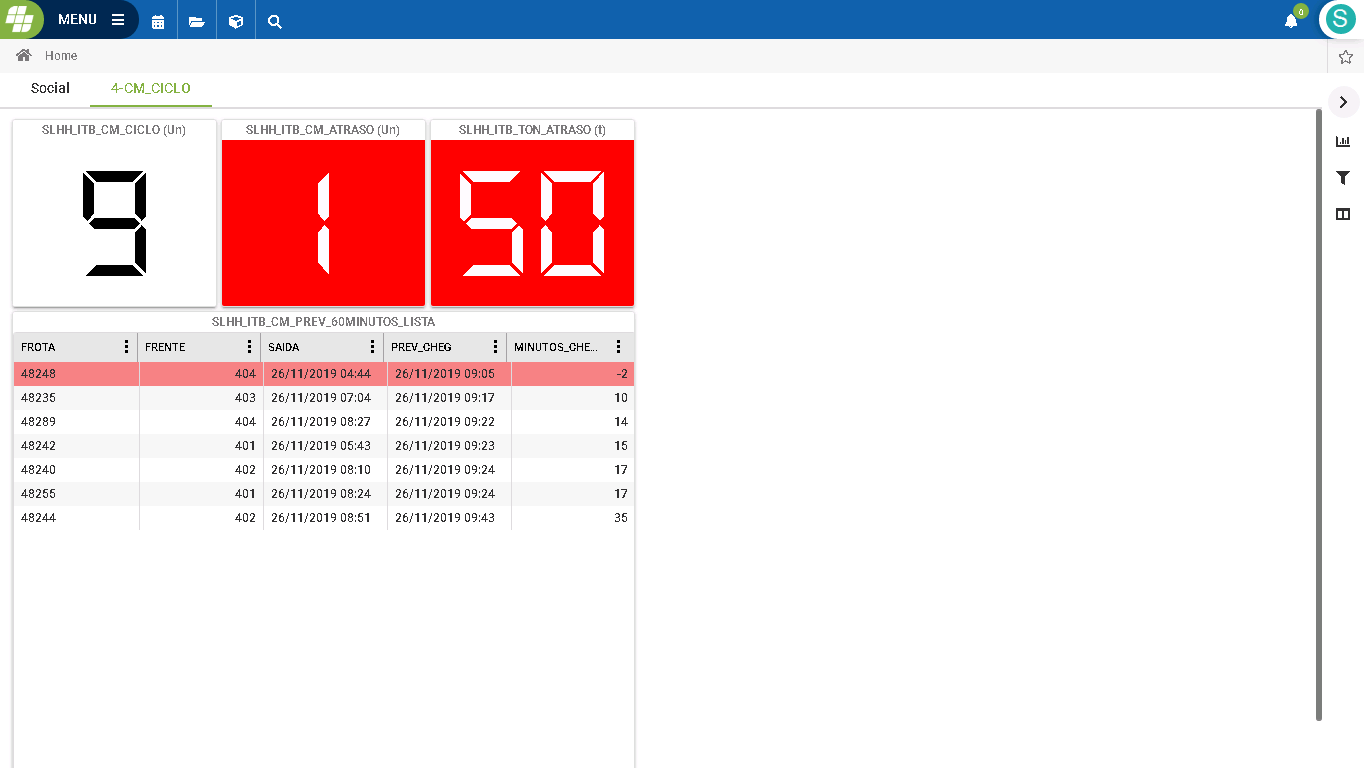 MENU
0
S
Home
Social 4-CM_CICLO
SLHH_ITB_CM_CICLO (Un) SLHH_ITB_CM_ATRASO (Un) SLHH_ITB_TON_ATRASO (t)
9 1 50
SLHH_ITB_CM_PREV_60MINUTOS_LISTA
FROTA FRENTE SAIDA PREV_CHEG MINUTOS_CHE...
48248 404 26/11/2019 04:44 26/11/2019 09:05 -2
48235 403 26/11/2019 07:04 26/11/2019 09:17 10
48289 404 26/11/2019 08:27 26/11/2019 09:22 14
48242 401 26/11/2019 05:43 26/11/2019 09:23 15
48240 402 26/11/2019 08:10 26/11/2019 09:24 17
48255 401 26/11/2019 08:24 26/11/2019 09:24 17
48244 402 26/11/2019 08:51 26/11/2019 09:43 35